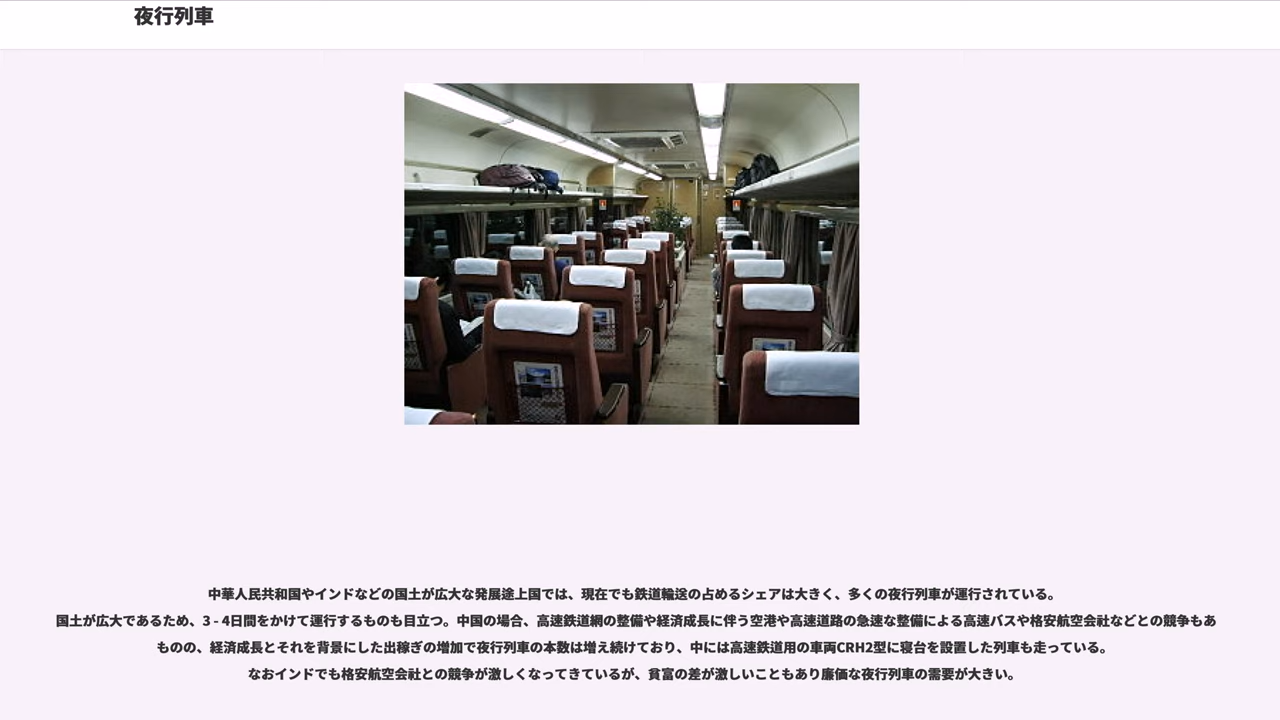 夜行列車
中華人民共和国やインドなどの国土が広大な発展途上国では、現在でも鉄道輸送の占めるシェアは大きく、多くの夜行列車が運行されている。
国土が広大であるため、3 - 4日間をかけて運行するものも目立つ。中国の場合、高速鉄道網の整備や経済成長に伴う空港や高速道路の急速な整備による高速バスや格安航空会社などとの競争もあ
ものの、経済成長とそれを背景にした出稼ぎの増加で夜行列車の本数は増え続けており、中には高速鉄道用の車両CRH2型に寝台を設置した列車も走っている。
なおインドでも格安航空会社との競争が激しくなってきているが、貧富の差が激しいこともあり廉価な夜行列車の需要が大きい。